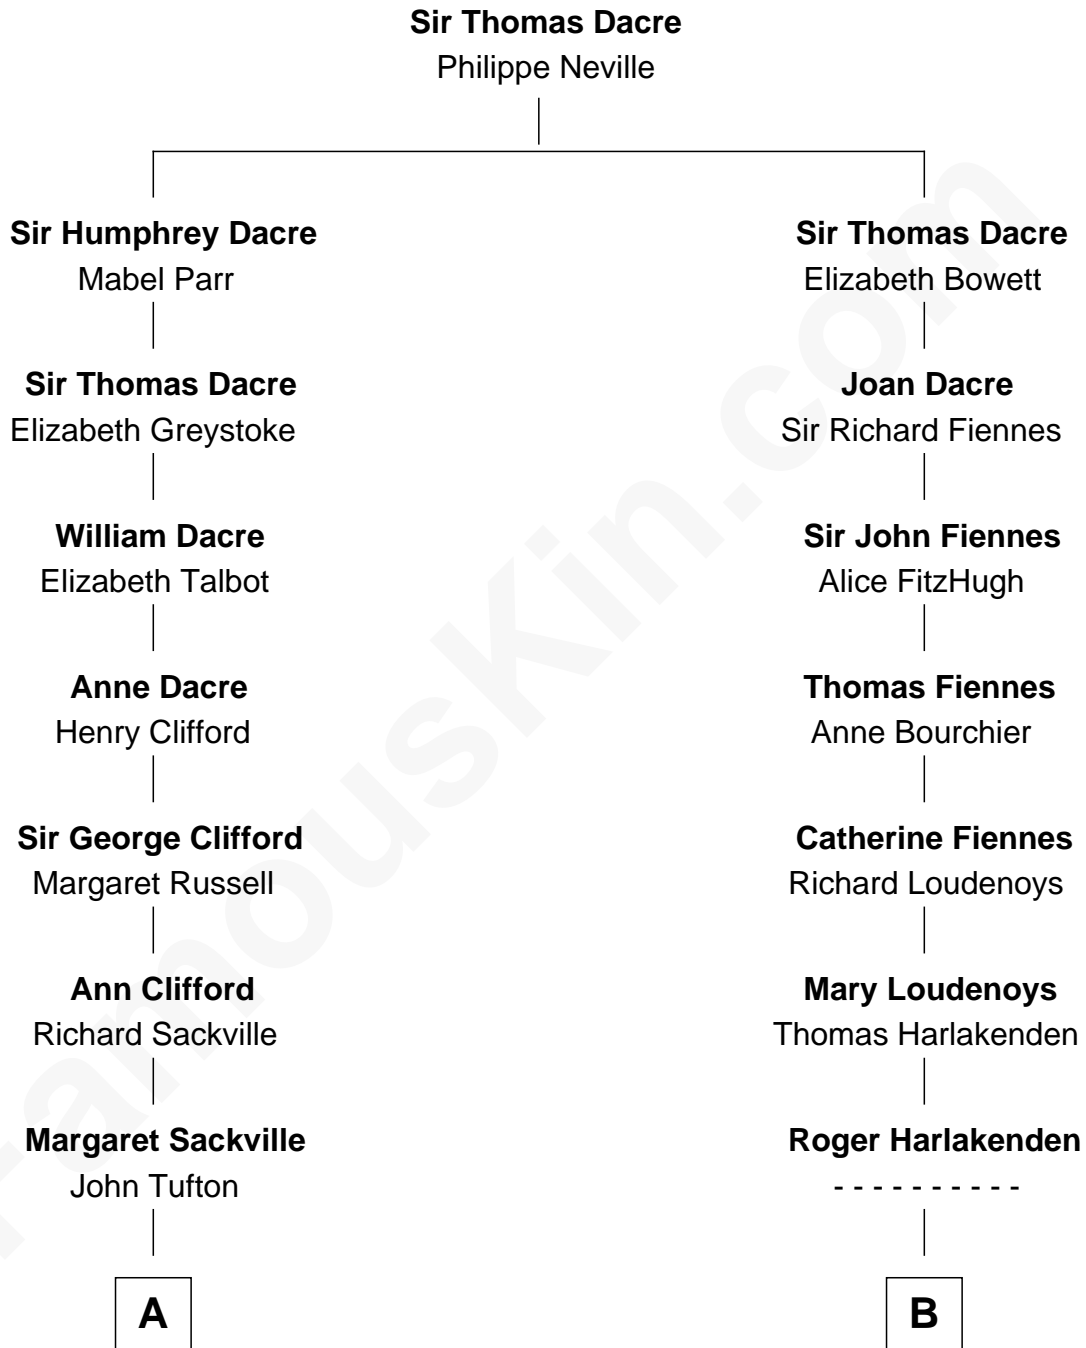 Sir Thomas Dacre
Philippe Neville
Sir Humphrey Dacre
Mabel Parr
Sir Thomas Dacre
Elizabeth Bowett
Sir Thomas Dacre
Elizabeth Greystoke
Joan Dacre
Sir Richard Fiennes
William Dacre
Elizabeth Talbot
Sir John Fiennes
Alice FitzHugh
Anne Dacre
Henry Clifford
Thomas Fiennes
Anne Bourchier
Sir George Clifford
Margaret Russell
Catherine Fiennes
Richard Loudenoys
Ann Clifford
Richard Sackville
Mary Loudenoys
Thomas Harlakenden
Margaret Sackville
John Tufton
Roger Harlakenden
- - - - - - - - - -
A
B
FamousKin.com